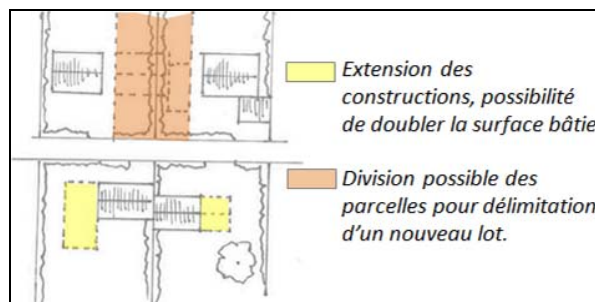 Extension des
constructions, possibilité
de doubler la surface bâtie
Division possible des
parcelles pour délimitation
d'un nouveau lot.